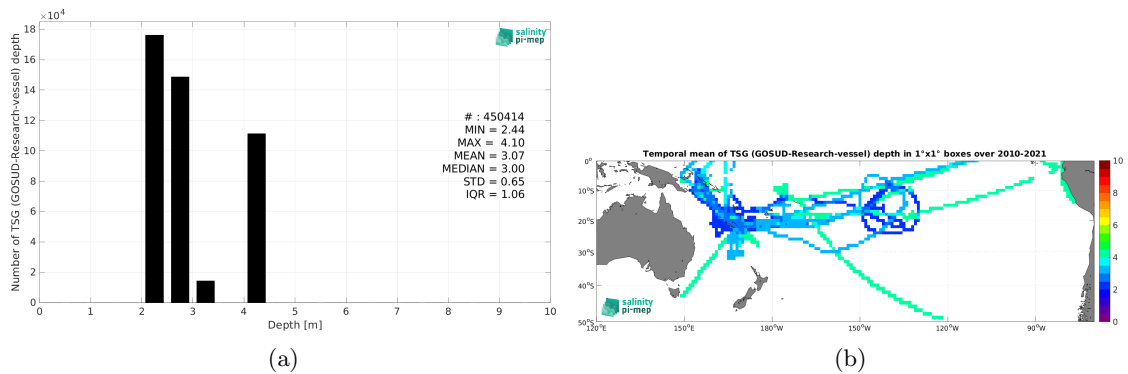 ×10⁴
18
16
14
12
10
8
6
4
2
0
Number of TSG (GOSUD-Research-vessel) depth
salinity
pi-mep
# : 450414
MIN = 2.44
MAX = 4.10
MEAN = 3.07
MEDIAN = 3.00
STD = 0.65
IQR = 1.06
0 1 2 3 4 5 6 7 8 9 10
Depth [m]
(a)
Temporal mean of TSG (GOSUD-Research-vessel) depth in 1°x1° boxes over 2010-2021
0°
10°S
20°S
30°S
40°S
50°S
120°E 150°E 180°W 150°W 120°W 90°W
salinity
pi-mep
10
8
6
4
2
0
(b)